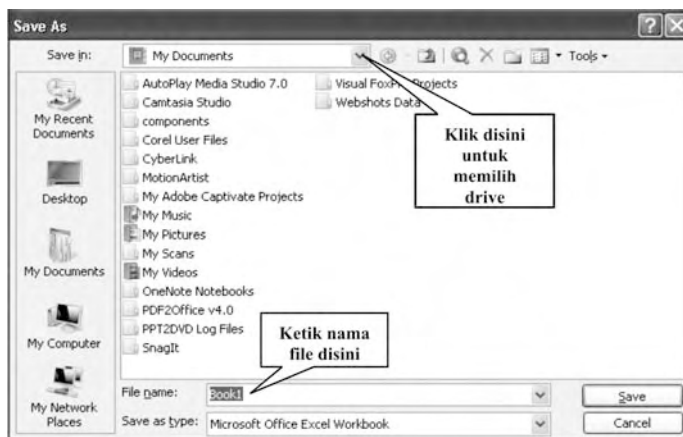 Save As
Save in:
My Documents
Tools
My Recent
Documents
Desktop
My Documents
My Computer
My Network
Places
AutoPlay Media Studio 7.0
Camtasia Studio
components
Corel User Files
CyberLink
MotionArtist
My Adobe Captivate Projects
My Music
My Pictures
My Scans
My Videos
OneNote Notebooks
PDF2Office v4.0
PPT2DVD Log Files
SnagIt
Visual FoxPro Projects
Webshots Data
Klik disini
untuk
memilih
drive
Ketik nama
file disini
File name:
Book1
Save
Save as type:
Microsoft Office Excel Workbook
Cancel